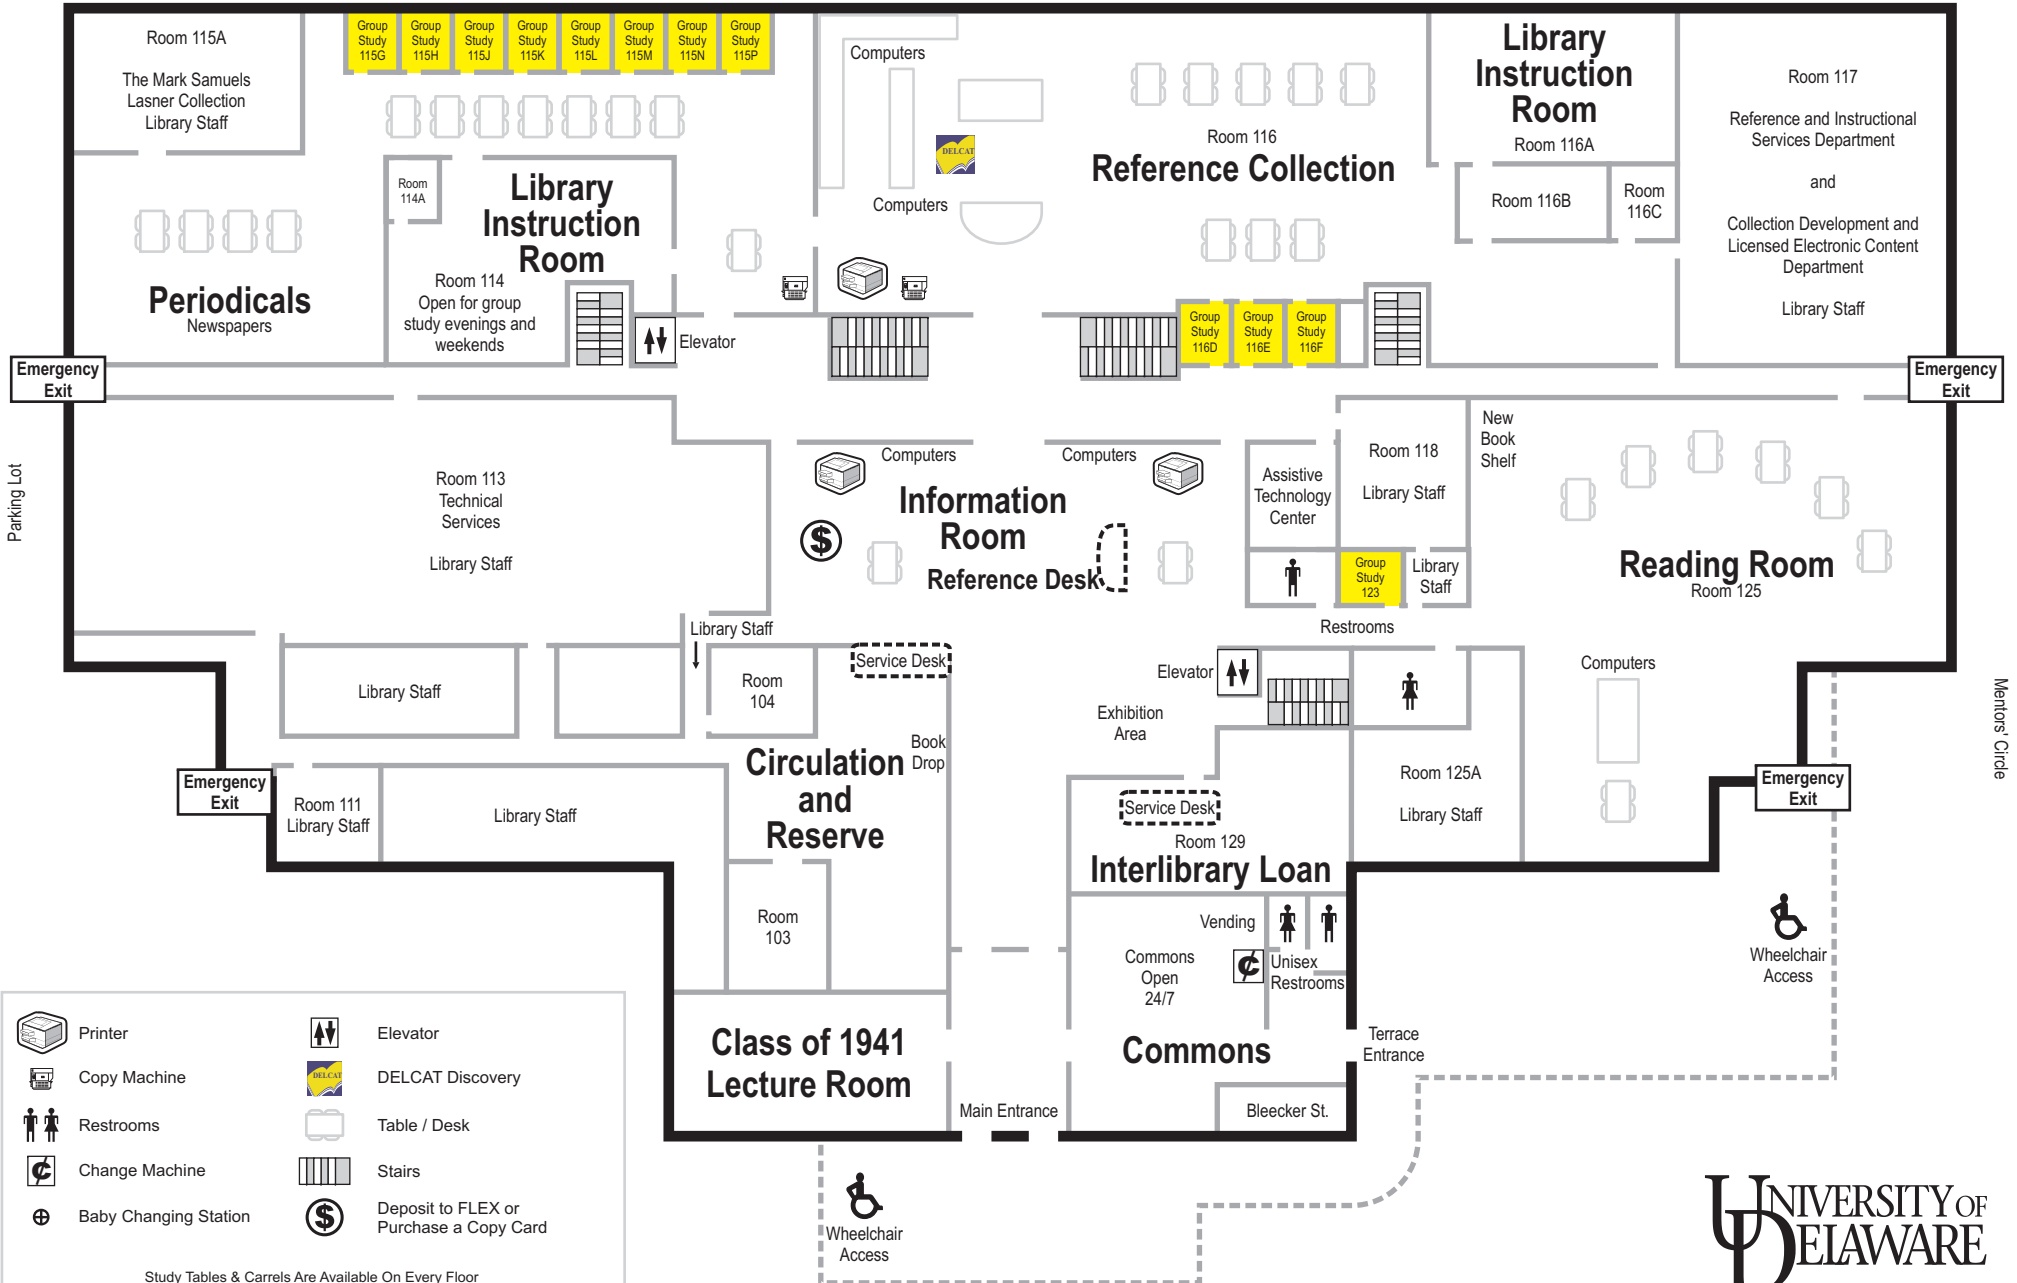 Room 115A
The Mark Samuels
Lasner Collection
Library Staff
Group
Study
115G
Group
Study
115H
Group
Study
115J
Group
Study
115K
Group
Study
115L
Group
Study
115M
Group
Study
115N
Group
Study
115P
Computers
DELCAT
Computers
Room 116
Reference Collection
Library
Instruction
Room
Room 116A
Room 116B
Room
116C
Room 117
Reference and Instructional
Services Department
and
Collection Development and
Licensed Electronic Content
Department
Library Staff
Room
114A
Library
Instruction
Room
Room 114
Open for group
study evenings and
weekends
Periodicals
Newspapers
Elevator
Group
Study
116D
Group
Study
116E
Group
Study
116F
Emergency
Exit
Emergency
Exit
Parking Lot
Room 113
Technical
Services
Library Staff
Computers
Computers
Information
Room
Reference Desk
$
Assistive
Technology
Center
Room 118
Library Staff
New
Book
Shelf
Group
Study
123
Library
Staff
Reading Room
Room 125
Restrooms
Library Staff
Service Desk
Library Staff
Room
104
Elevator
Exhibition
Area
Computers
Mentors' Circle
Book
Drop
Circulation
and
Reserve
Emergency
Exit
Room 111
Library Staff
Library Staff
Service Desk
Room 129
Interlibrary Loan
Room 125A
Library Staff
Emergency
Exit
Room
103
Vending
Commons
Open
24/7
¢
Unisex
Restrooms
Wheelchair
Access
Class of 1941
Lecture Room
Commons
Terrace
Entrance
Main Entrance
Bleecker St.
Wheelchair
Access
Printer
Elevator
Copy Machine
DELCAT
DELCAT Discovery
Restrooms
Table / Desk
¢
Change Machine
Stairs
Baby Changing Station
$
Deposit to FLEX or
Purchase a Copy Card
Study Tables & Carrels Are Available On Every Floor
UNIVERSITY OF
DELAWARE